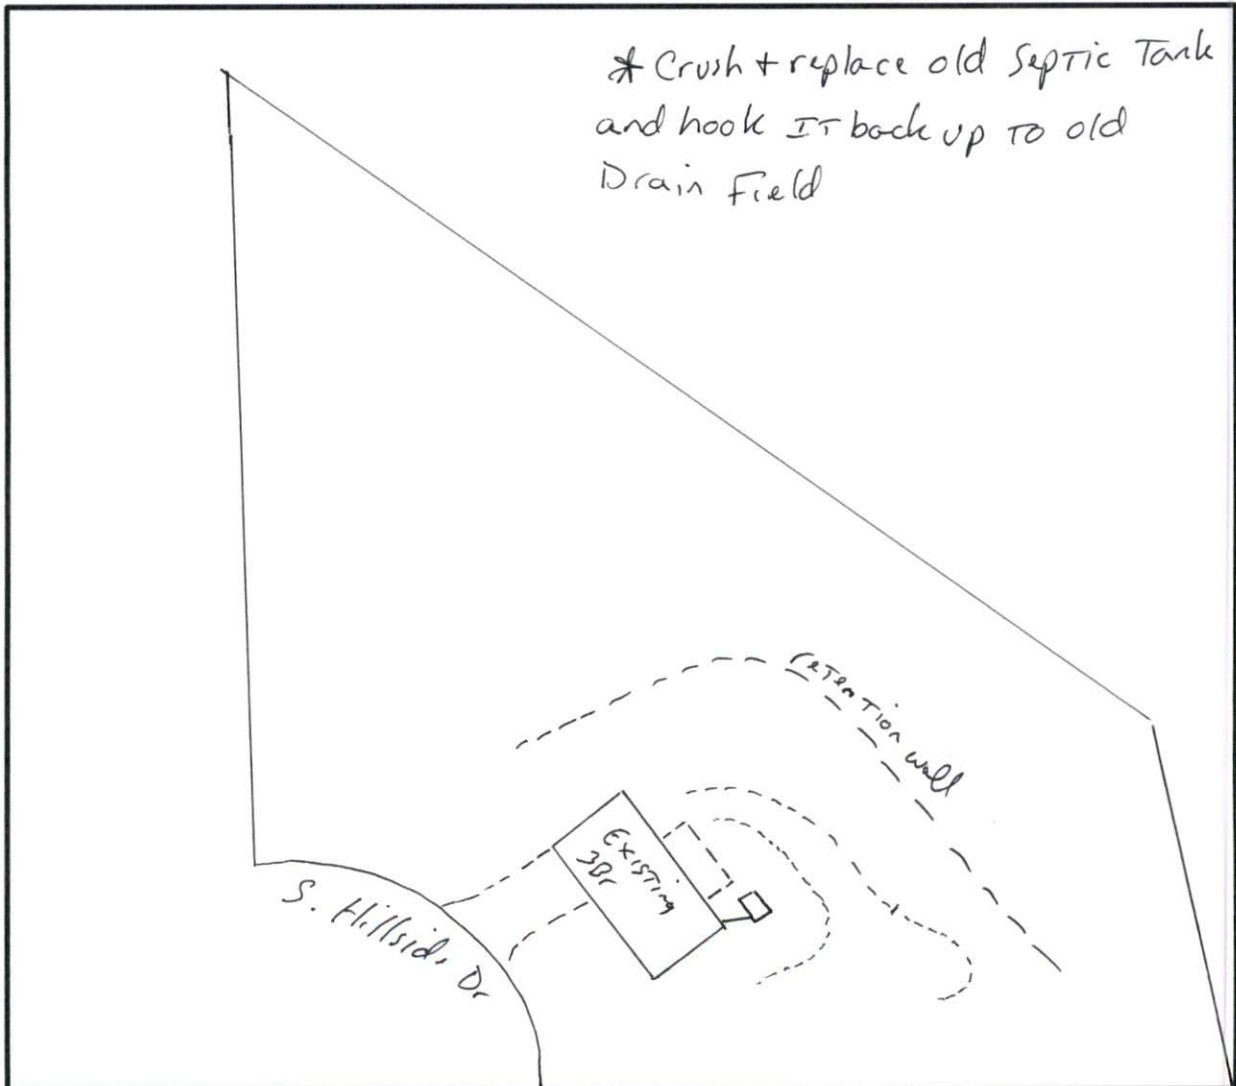 * Crush + replace old Septic Tank
and hook IT back up To old
Drain Field
retention wall
Existing
3Br
S. Hillside Dr